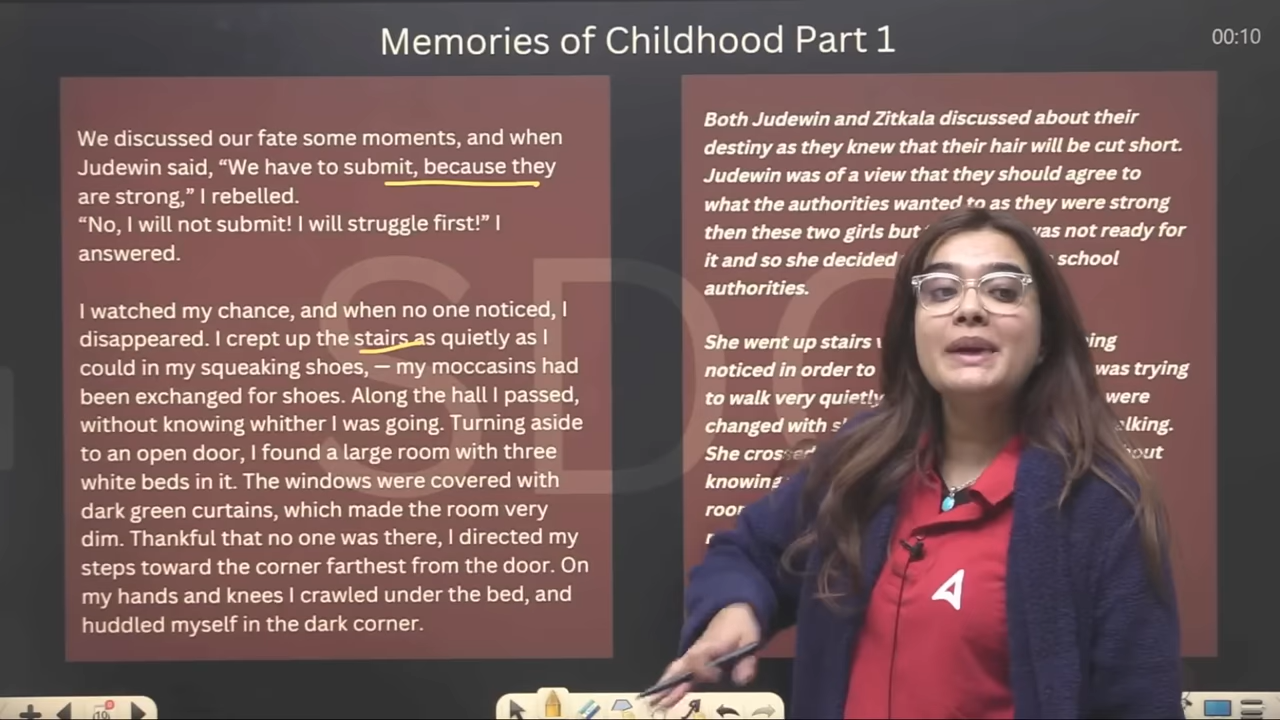 Memories of Childhood Part 1
00:10
We discussed our fate some moments, and when
Judewin said, “We have to submit, because they
are strong,” I rebelled.
“No, I will not submit! I will struggle first!” I
answered.
I watched my chance, and when no one noticed, I
disappeared. I crept up the stairs as quietly as I
could in my squeaking shoes, — my moccasins had
been exchanged for shoes. Along the hall I passed,
without knowing whither I was going. Turning aside
to an open door, I found a large room with three
white beds in it. The windows were covered with
dark green curtains, which made the room very
dim. Thankful that no one was there, I directed my
steps toward the corner farthest from the door. On
my hands and knees I crawled under the bed, and
huddled myself in the dark corner.
Both Judewin and Zitkala discussed about their
destiny as they knew that their hair will be cut short.
Judewin was of a view that they should agree to
what the authorities wanted to as they were strong
then these two girls but was not ready for
it and so she decided school
authorities.
She went up stairs
noticed in order to was trying
to walk very quietly were
changed with
She crossed
knowing